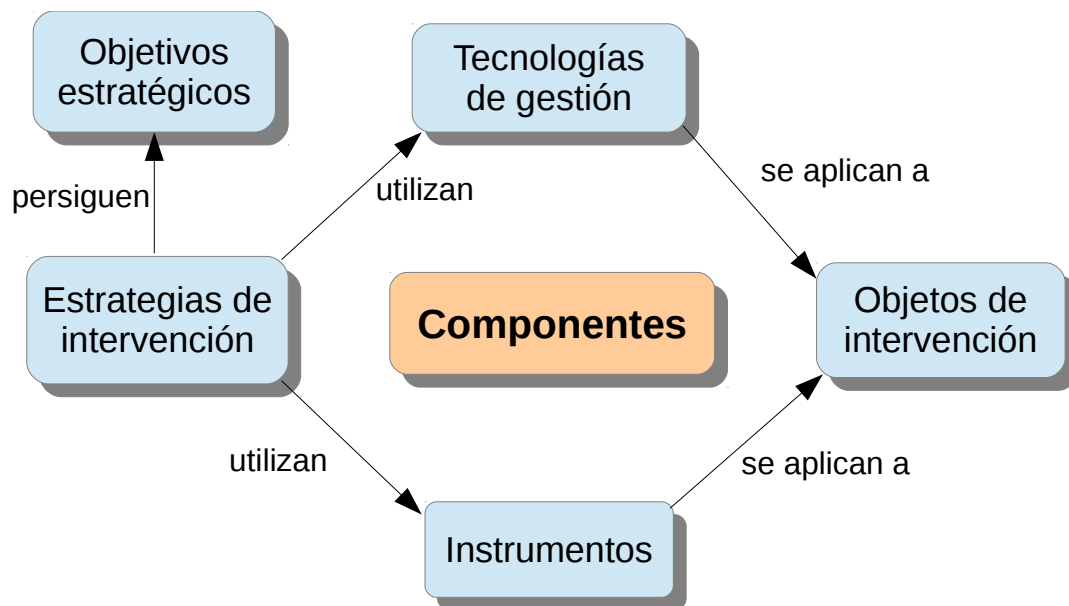 Objetivos
estratégicos
Tecnologías
de gestión
persiguen
utilizan
se aplican a
Estrategias de
intervención
Componentes
Objetos de
intervención
utilizan
se aplican a
Instrumentos